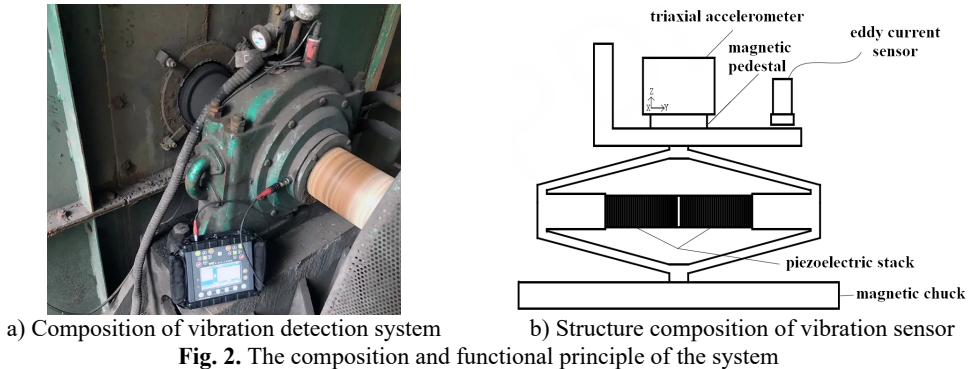 triaxial accelerometer
magnetic
pedestal
eddy current
sensor
Z
X
Y
piezoelectric stack
magnetic chuck
a) Composition of vibration detection system
b) Structure composition of vibration sensor
Fig. 2. The composition and functional principle of the system